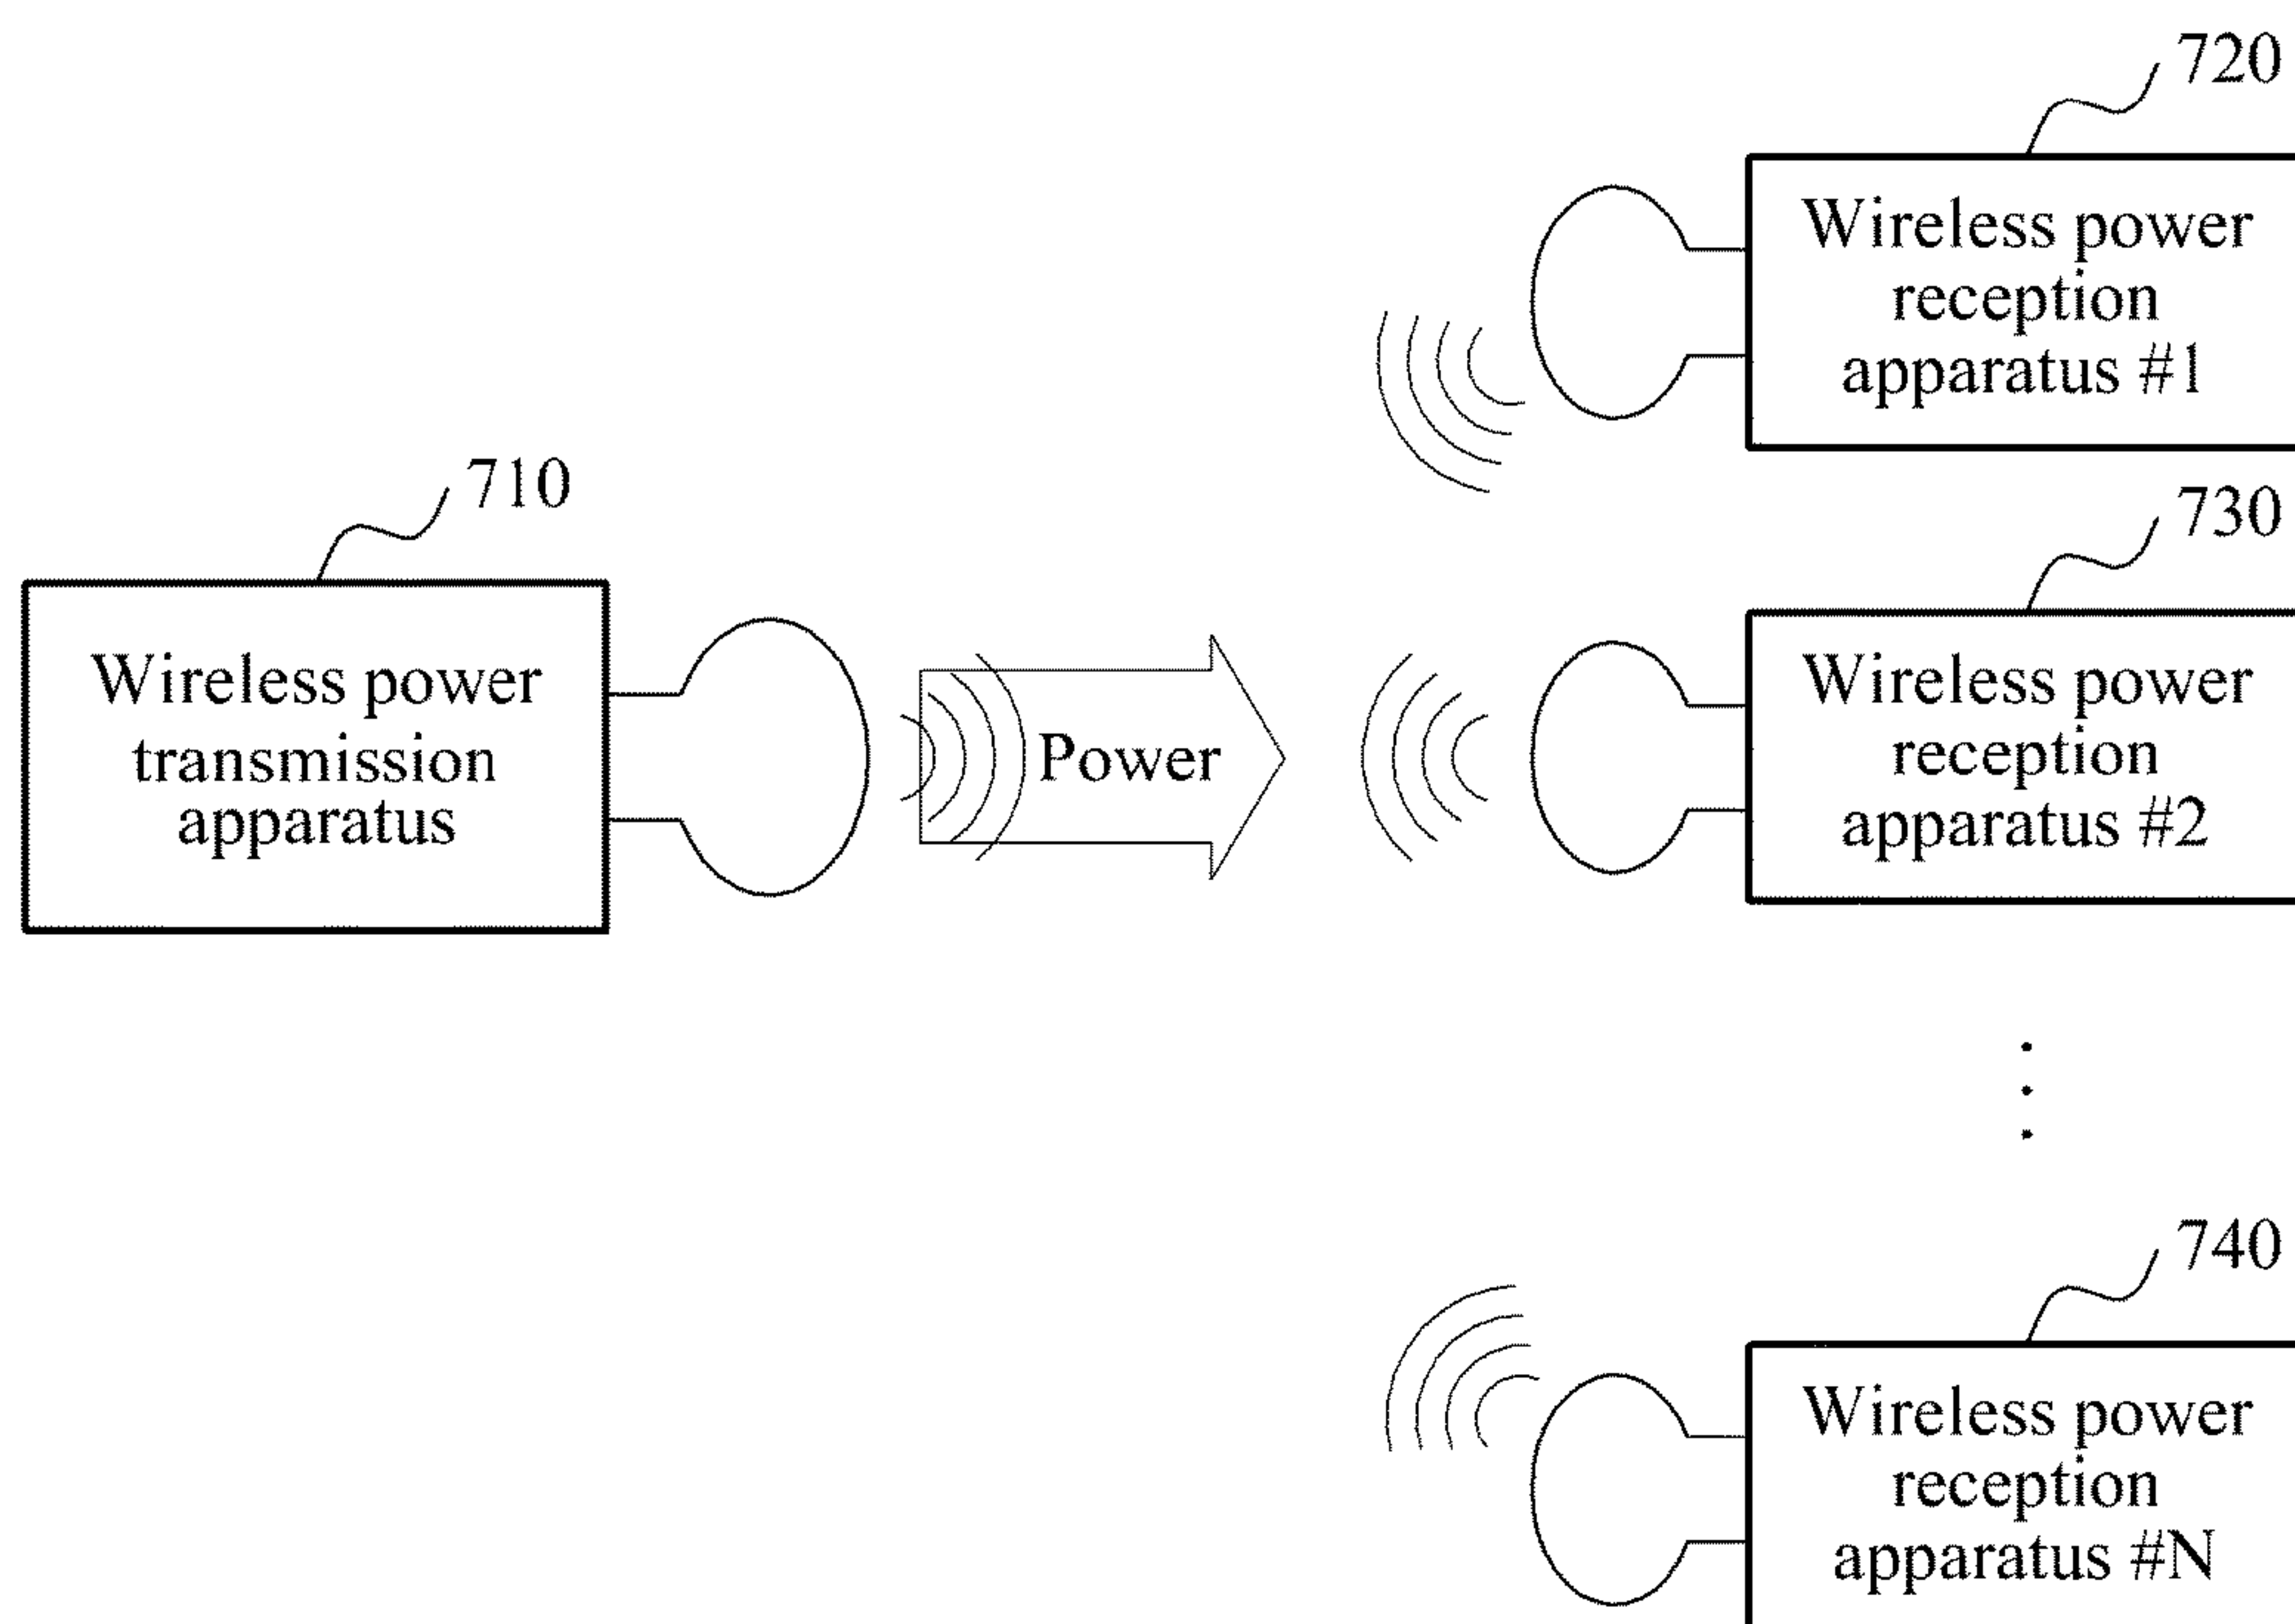 720
Wireless power
reception
apparatus #1
710
Wireless power
transmission
apparatus
Power
730
Wireless power
reception
apparatus #2
740
Wireless power
reception
apparatus #N